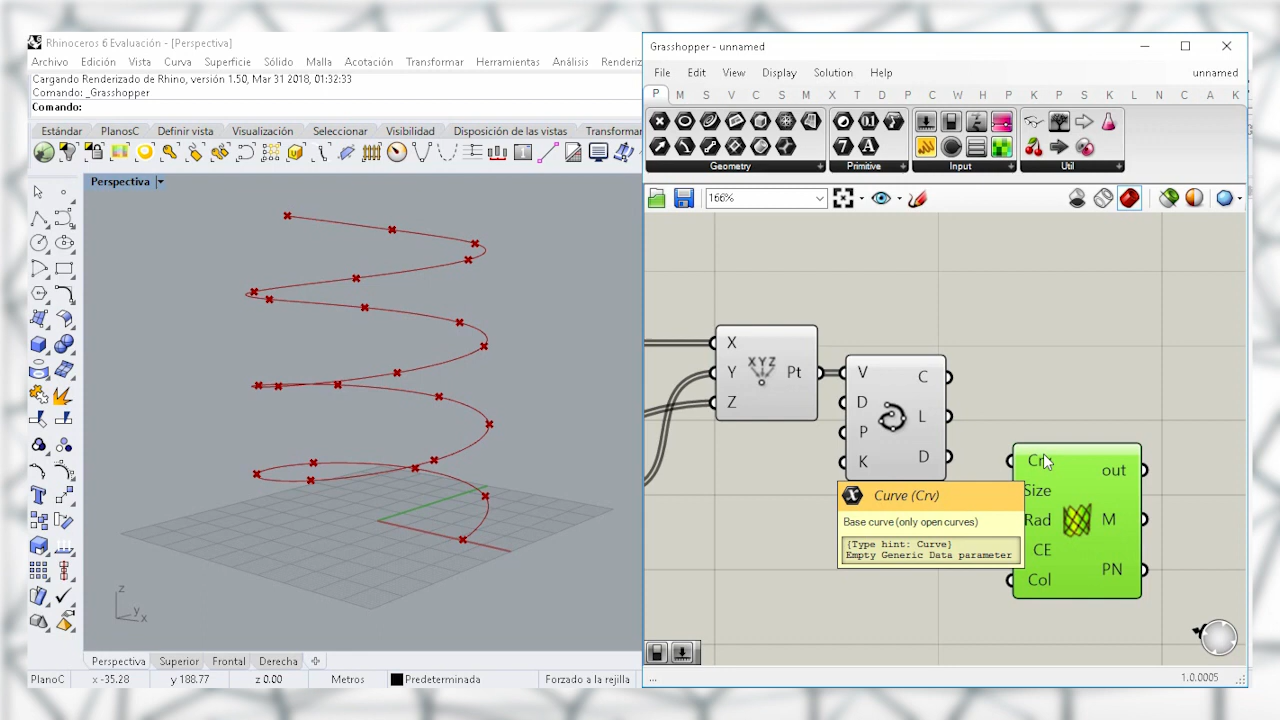 Rhinoceros 6 Evaluación - [Perspectiva]
Archivo Edición Vista Curva Superficie Sólido Malla Acotación Transformar Herramientas Análisis Renderiz
Cargando Renderizado de Rhino, versión 1.50, Mar 31 2018, 01:32:33
Comando: _Grasshopper
Comando:
Estándar PlanosC Definir vista Visualización Seleccionar Visibilidad Disposición de las vis Transformar
Perspectiva
z
y
x
Perspectiva Superior Frontal Derecha
PlanoC x -35.28 y 188.77 z 0.00 Metros Predeterminada Forzado a la rejilla
Grasshopper - unnamed
File Edit View Display Solution Help unnamed
P M S V C I M X T D P C W H P K M K L N C A K
Geometry Primitive Input Util
166%
X
Y
Z
XYZ
Pt
V
D
P
K
C
L
D
Curve (Crv)
Base curve (only open curves)
{Type hint: Curve}
Empty Generic Data parameter
Crv
Size
Rad
CE
Col
out
M
PN
...
1.0.0005